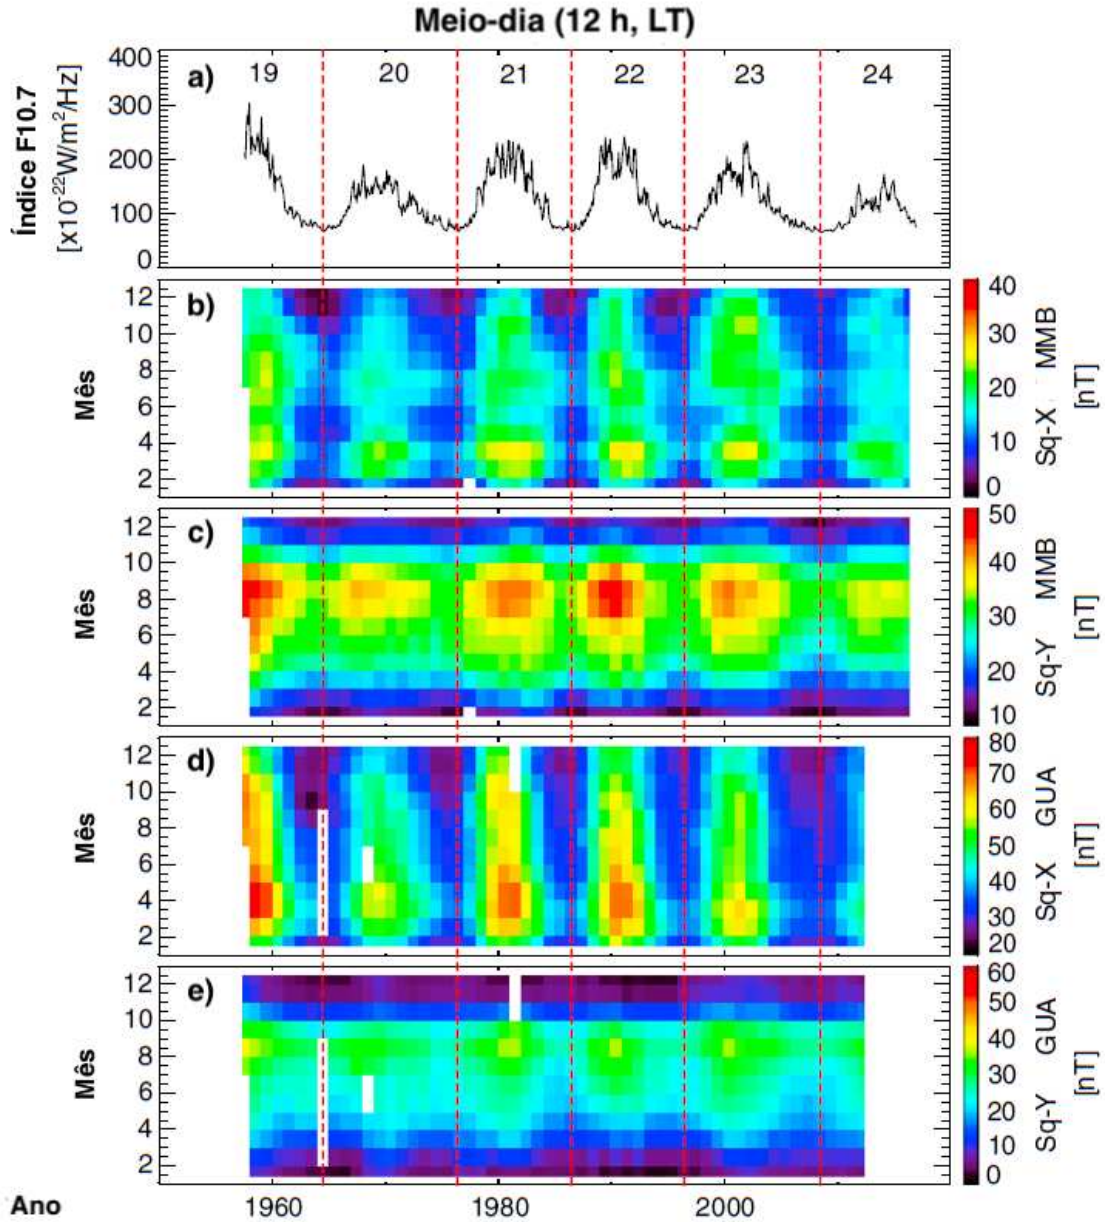 Meio-dia (12 h, LT)
Índice F10.7
[x10-22W/m2/Hz]
400
300
200
100
0
a)
19 20 21 22 23 24
Mês
12
10
8
6
4
2
b)
40
30
20
10
0
Sq-X MMB
[nT]
Mês
12
10
8
6
4
2
c)
50
40
30
20
10
Sq-Y MMB
[nT]
Mês
12
10
8
6
4
2
d)
80
70
60
50
40
30
20
Sq-X GUA
[nT]
Mês
12
10
8
6
4
2
e)
60
50
40
30
20
10
0
Sq-Y GUA
[nT]
Ano 1960 1980 2000